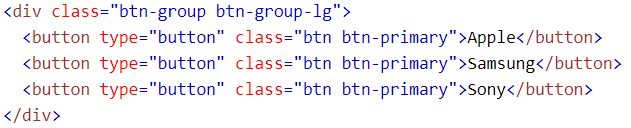 <div class="btn-group btn-group-lg">
  <button type="button" class="btn btn-primary">Apple</button>
  <button type="button" class="btn btn-primary">Samsung</button>
  <button type="button" class="btn btn-primary">Sony</button>
</div>